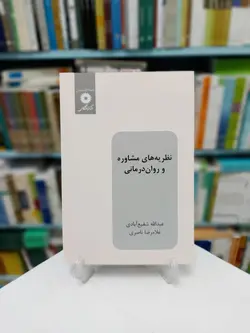 نظریه‌های مشاوره
و روان‌درمانی
عبدالله شفیع‌آبادی
غلامرضا ناصری